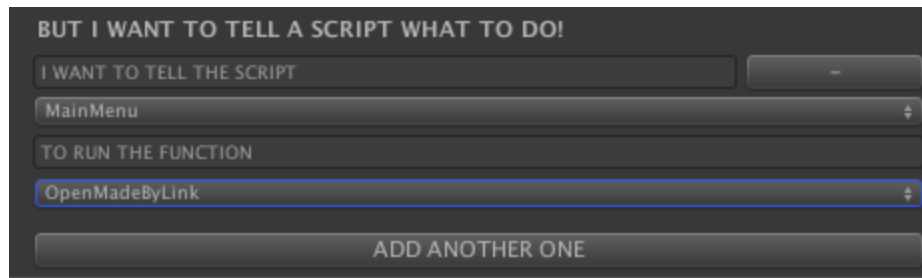 BUT I WANT TO TELL A SCRIPT WHAT TO DO!
I WANT TO TELL THE SCRIPT -
MainMenu
TO RUN THE FUNCTION
OpenMadeByLink
ADD ANOTHER ONE